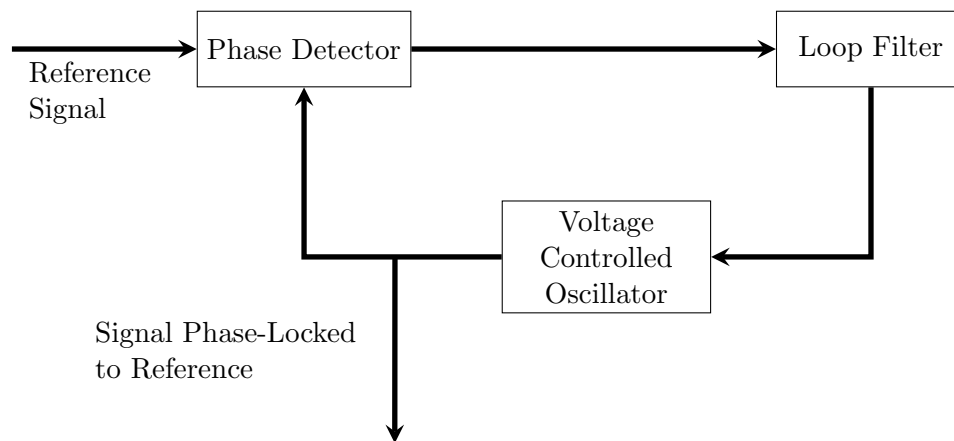 Phase Detector
Loop Filter
Reference
Signal
Voltage
Controlled
Oscillator
Signal Phase-Locked
to Reference